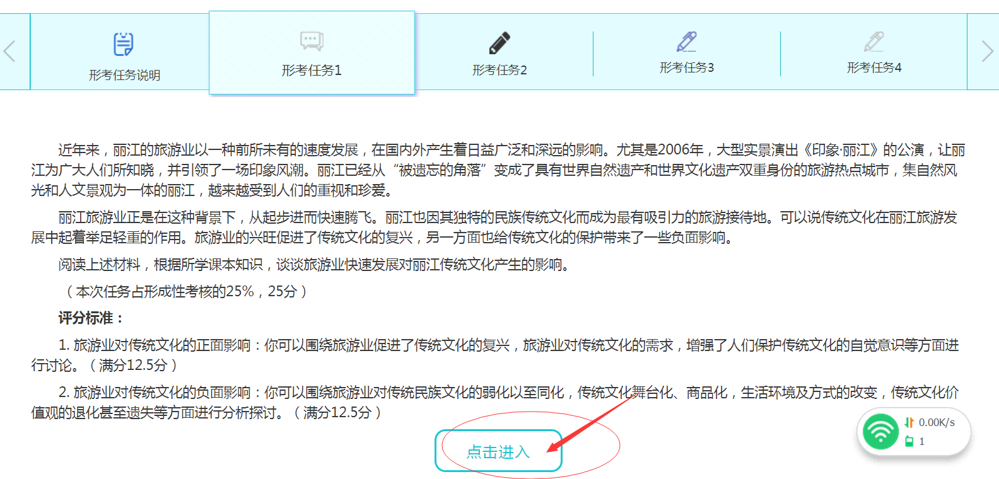 形考任务说明
形考任务1
形考任务2
形考任务3
形考任务4
近年来，丽江的旅游业以一种前所未有的速度发展，在国内外产生着日益广泛和深远的影响。尤其是2006年，大型实景演出《印象·丽江》的公演，让丽
江为广大人们所知晓，并引领了一场印象风潮。丽江已经从“被遗忘的角落”变成了具有世界自然遗产和世界文化遗产双重身份的旅游热点城市，集自然风
光和人文景观为一体的丽江，越来越受到人们的重视和珍爱。
丽江旅游业正是在这种背景下，从起步进而快速腾飞。丽江也因其独特的民族传统文化而成为最有吸引力的旅游接待地。可以说传统文化在丽江旅游发
展中起着举足轻重的作用。旅游业的兴旺促进了传统文化的复兴，另一方面也给传统文化的保护带来了一些负面影响。
阅读上述材料，根据所学课本知识，谈谈旅游业快速发展对丽江传统文化产生的影响。
（本次任务占形成性考核的25%，25分）
评分标准：
1. 旅游业对传统文化的正面影响：你可以围绕旅游业促进了传统文化的复兴，旅游业对传统文化的需求，增强了人们保护传统文化的自觉意识等方面进
行讨论。（满分12.5分）
2. 旅游业对传统文化的负面影响：你可以围绕旅游业对传统民族文化的弱化以至同化，传统文化舞台化、商品化，生活环境及方式的改变，传统文化价
值观的退化甚至遗失等方面进行分析探讨。（满分12.5分）
点击进入
0.00K/s
1